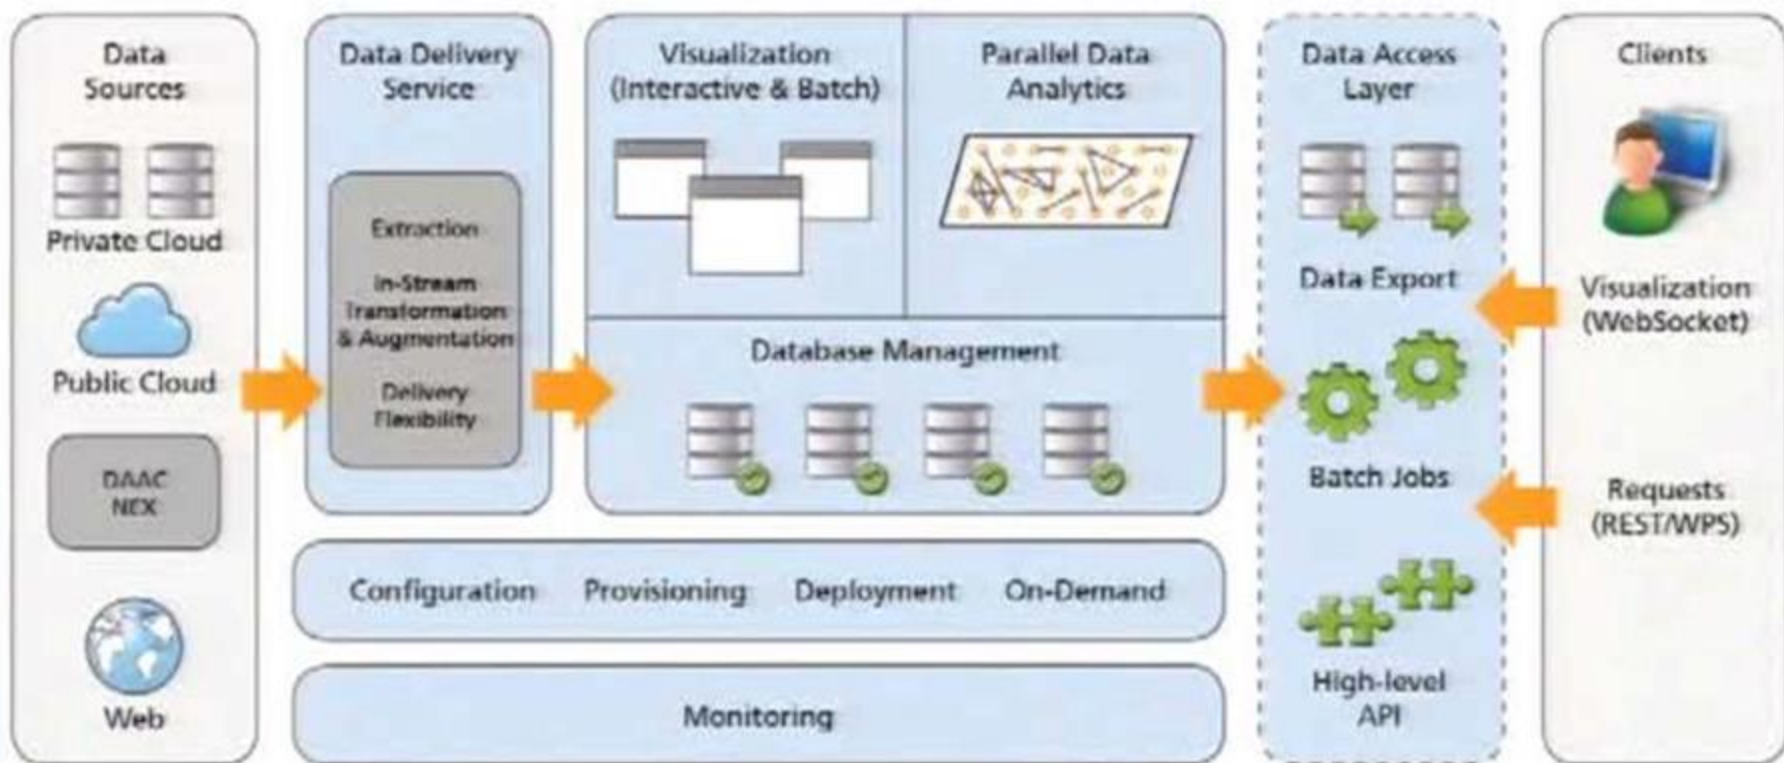 Data
Sources
Private Cloud
Public Cloud
DAAC
NEX
Web
Data Delivery
Service
Extraction
In-Stream
Transformation
& Augmentation
Delivery
Flexibility
Visualization
(Interactive & Batch)
Parallel Data
Analytics
Database Management
Configuration Provisioning Deployment On-Demand
Monitoring
Data Access
Layer
Data Export
Batch Jobs
High-level
API
Clients
Visualization
(WebSocket)
Requests
(REST/WPS)